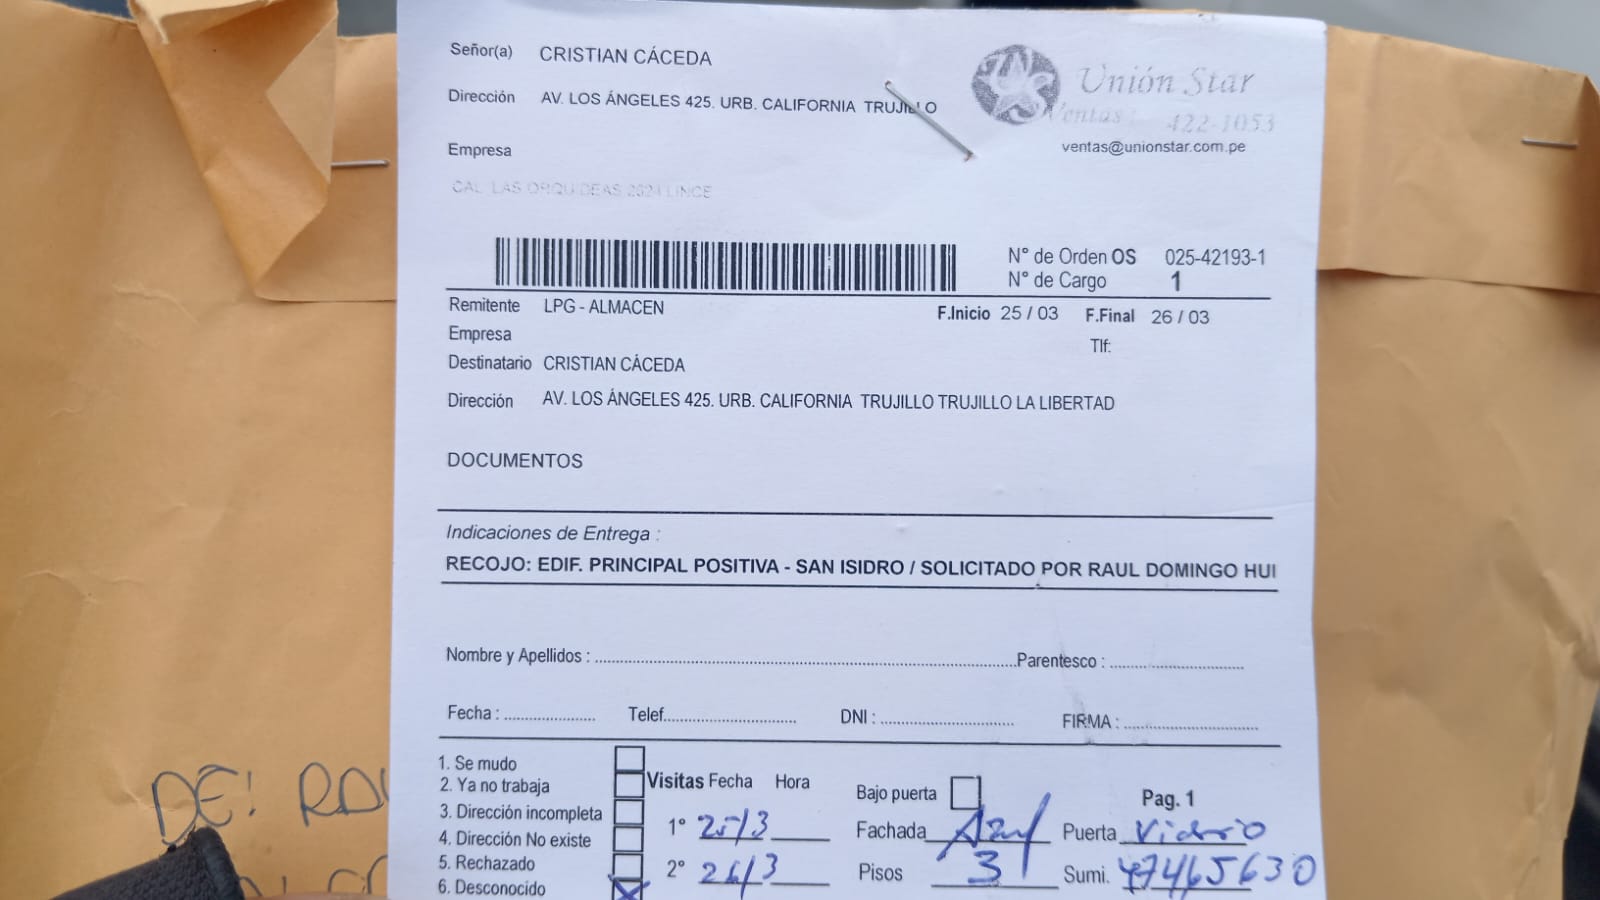 Señor(a) CRISTIAN CÁCEDA
Dirección AV. LOS ÁNGELES 425. URB. CALIFORNIA TRUJILLO
Unión Star
Ventas: 422-1053
ventas@unionstar.com.pe
Empresa
CAL. LAS ORQUIDEAS 2624 LINCE
N° de Orden OS 025-42193-1
N° de Cargo 1
Remitente LPG - ALMACEN
F.Inicio 25 / 03 F.Final 26 / 03
Empresa
Tlf:
Destinatario CRISTIAN CÁCEDA
Dirección AV. LOS ÁNGELES 425. URB. CALIFORNIA TRUJILLO TRUJILLO LA LIBERTAD
DOCUMENTOS
Indicaciones de Entrega :
RECOJO: EDIF. PRINCIPAL POSITIVA - SAN ISIDRO / SOLICITADO POR RAUL DOMINGO HUI
Nombre y Apellidos : Parentesco :
Fecha : Telef. DNI : FIRMA :
1. Se mudo
2. Ya no trabaja
3. Dirección incompleta
4. Dirección No existe
5. Rechazado
6. Desconocido
Visitas Fecha Hora
1° 25/3
2° 26/3
Bajo puerta
Pag. 1
Fachada Azul Puerta Vidrio
Pisos 3 Sumi. 47465630
DE: